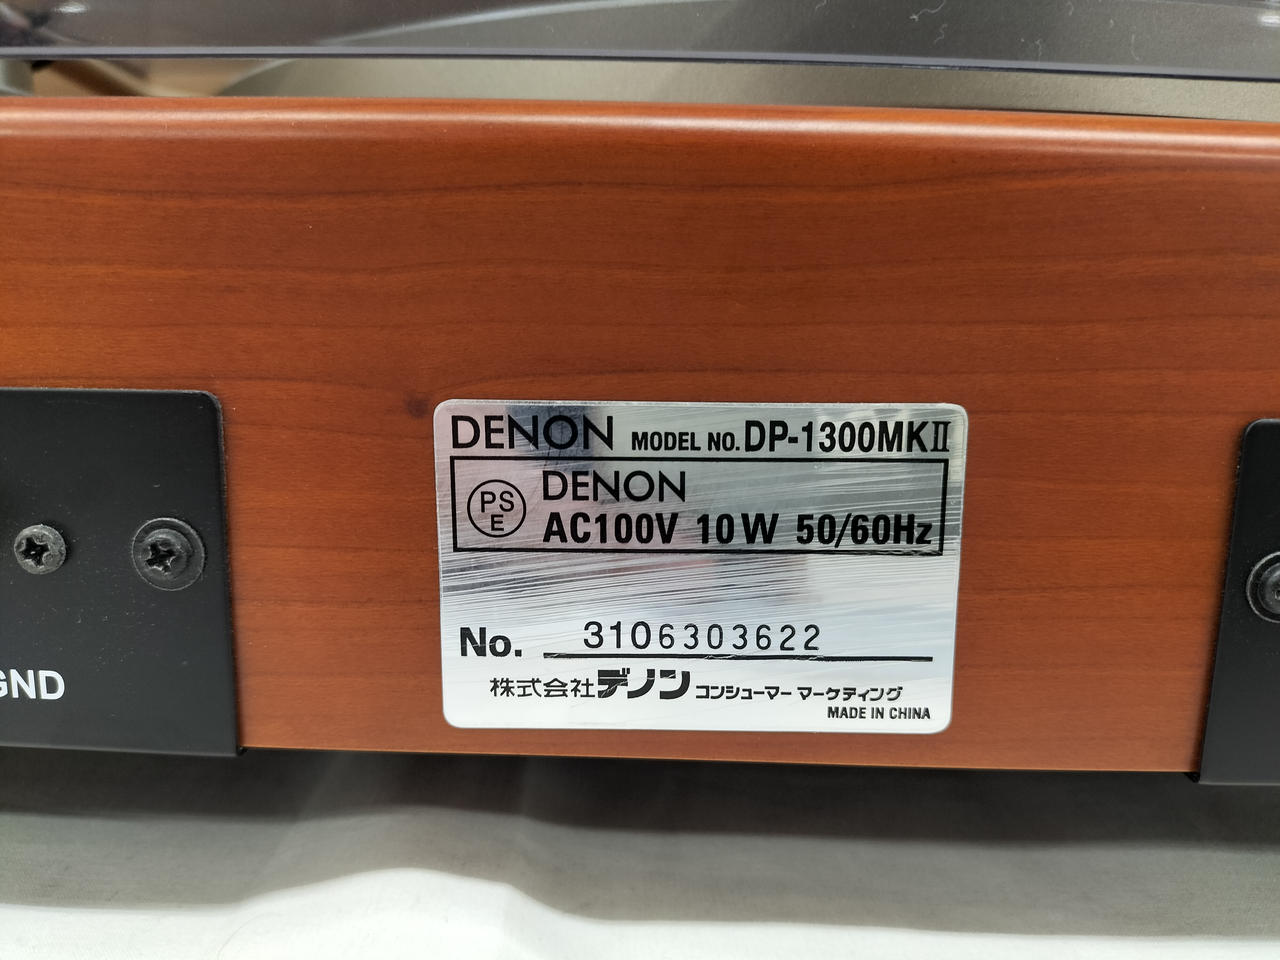 DENON MODEL NO. DP-1300MKⅡ
PSE DENON
AC100V 10W 50/60Hz
No. 3106303622
株式会社デノン コンシューマー マーケティング
MADE IN CHINA
GND